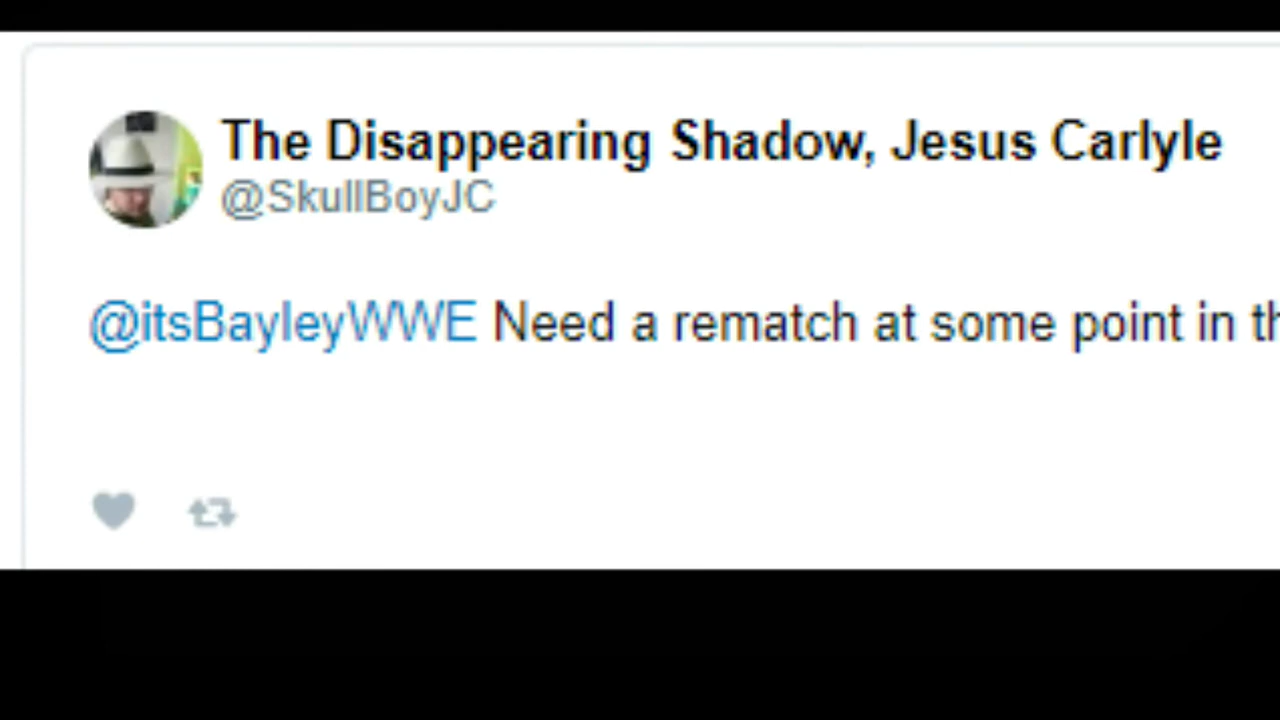 The Disappearing Shadow, Jesus Carlyle
@SkullBoyJC
@itsBayleyWWE Need a rematch at some point in